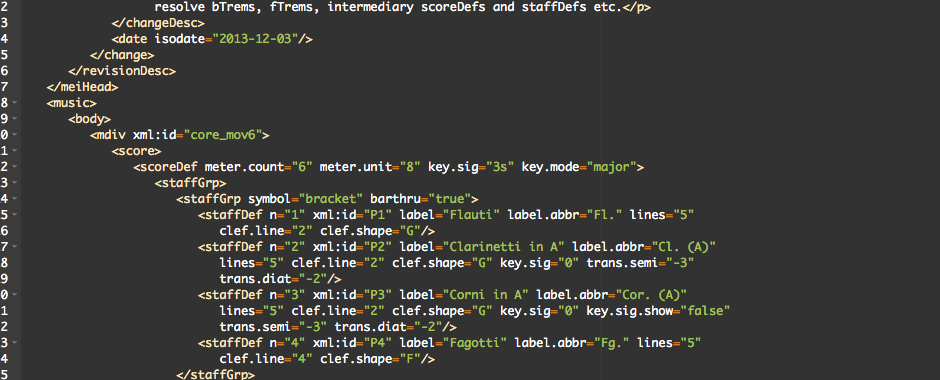 2 resolve bTrems, fTrems, intermediary scoreDefs and staffDefs etc.</p>
3 </changeDesc>
4 <date isodate="2013-12-03"/>
5 </change>
6 </revisionDesc>
7 </meiHead>
8 <music>
9 <body>
0 <mdiv xml:id="core_mov6">
1 <score>
2 <scoreDef meter.count="6" meter.unit="8" key.sig="3s" key.mode="major">
3 <staffGrp>
4 <staffGrp symbol="bracket" barthru="true">
5 <staffDef n="1" xml:id="P1" label="Flauti" label.abbr="Fl." lines="5"
6 clef.line="2" clef.shape="G"/>
7 <staffDef n="2" xml:id="P2" label="Clarinetti in A" label.abbr="Cl. (A)"
8 lines="5" clef.line="2" clef.shape="G" key.sig="0" trans.semi="-3"
9 trans.diat="-2"/>
0 <staffDef n="3" xml:id="P3" label="Corni in A" label.abbr="Cor. (A)"
1 lines="5" clef.line="2" clef.shape="G" key.sig="0" key.sig.show="false"
2 trans.semi="-3" trans.diat="-2"/>
3 <staffDef n="4" xml:id="P4" label="Fagotti" label.abbr="Fg." lines="5"
4 clef.line="4" clef.shape="F"/>
5 </staffGrp>